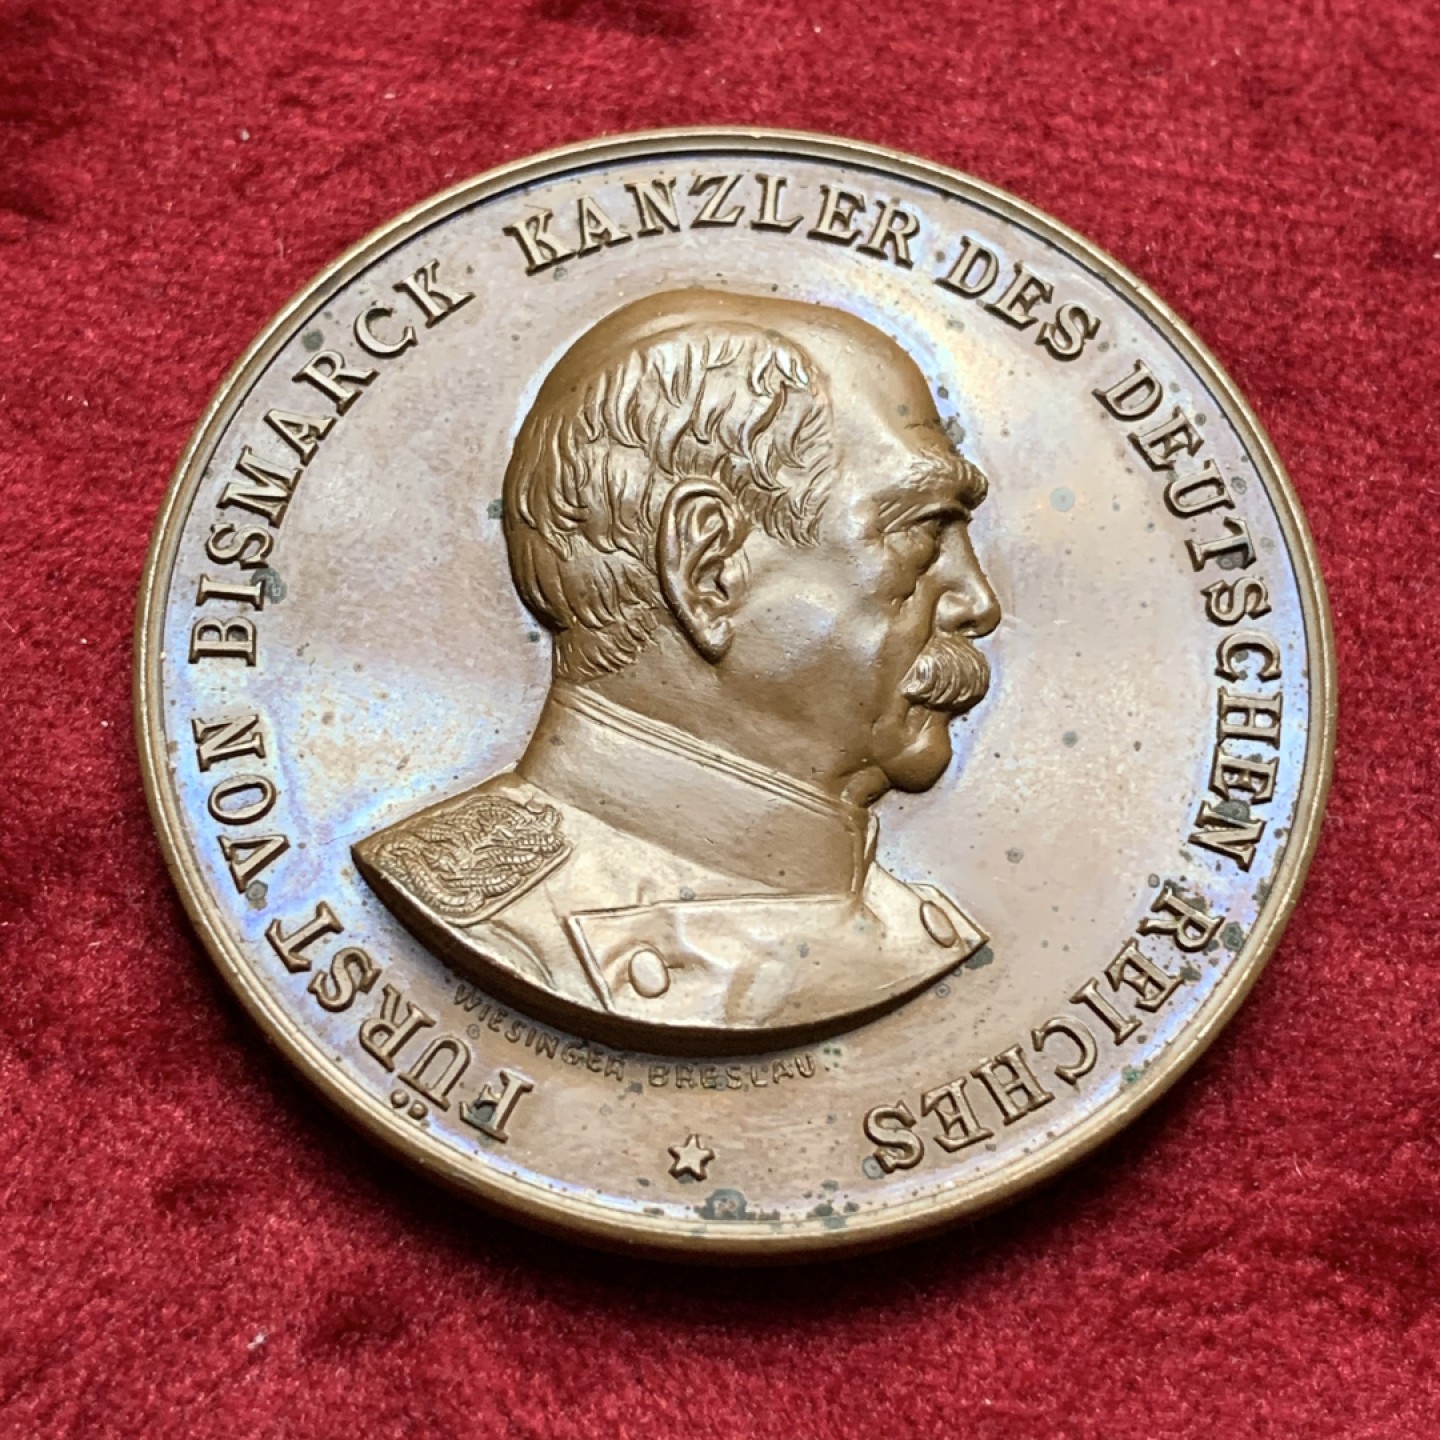 FÜRST VON BISMARCK KANZLER DES DEUTSCHEN REICHES
WIESINGER BRESLAU